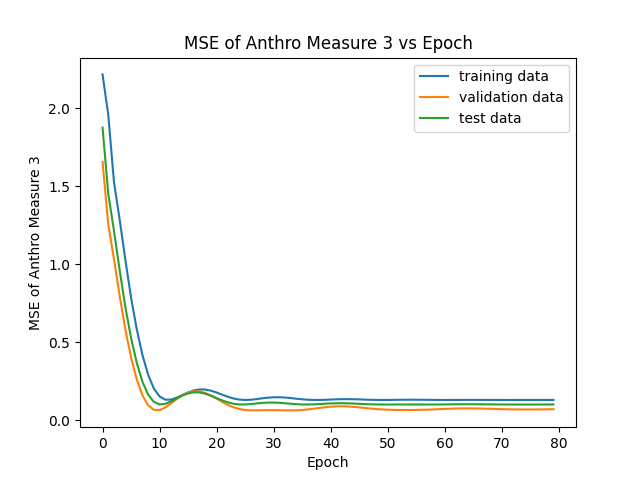 MSE of Anthro Measure 3 vs Epoch
training data
validation data
test data
MSE of Anthro Measure 3
2.0
1.5
1.0
0.5
0.0
0 10 20 30 40 50 60 70 80
Epoch